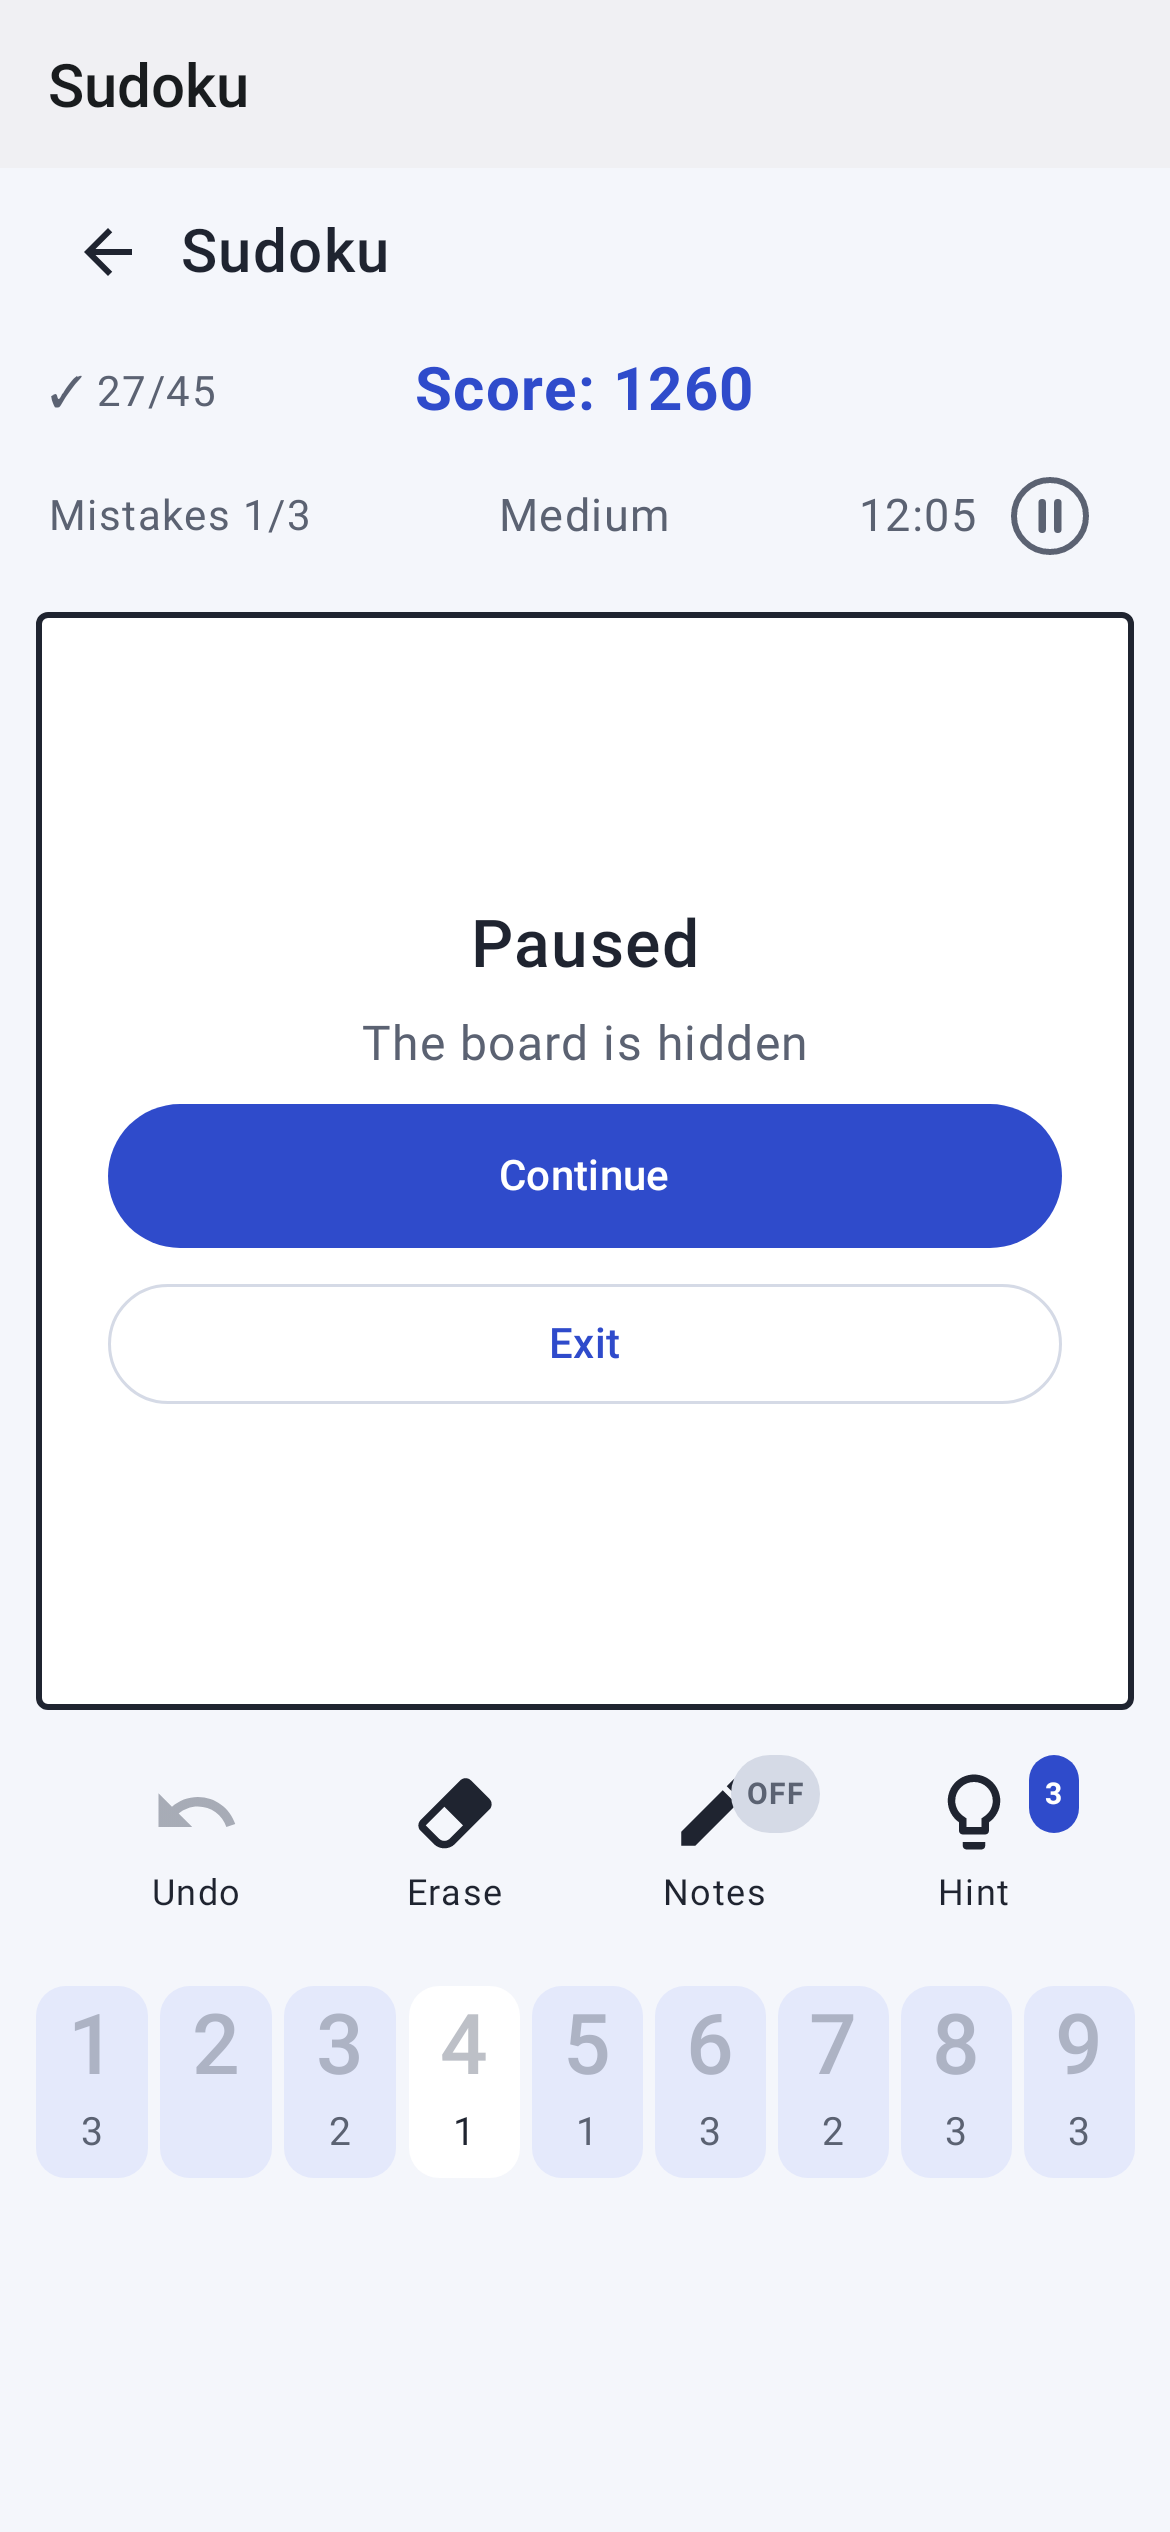 Sudoku
Sudoku
✓ 27/45
Score: 1260
Mistakes 1/3
Medium
12:05
Paused
The board is hidden
Continue
Exit
OFF
3
Undo
Erase
Notes
Hint
1 2 3 4 5 6 7 8 9
3 2 1 1 3 2 3 3